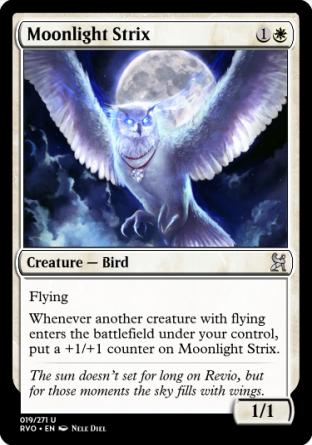 Moonlight Strix 1
Creature — Bird
Flying
Whenever another creature with flying
enters the battlefield under your control,
put a +1/+1 counter on Moonlight Strix.
The sun doesn't set for long on Revio, but
for those moments the sky fills with wings.
1/1
019/271 U
RVO • EN Nele Diel